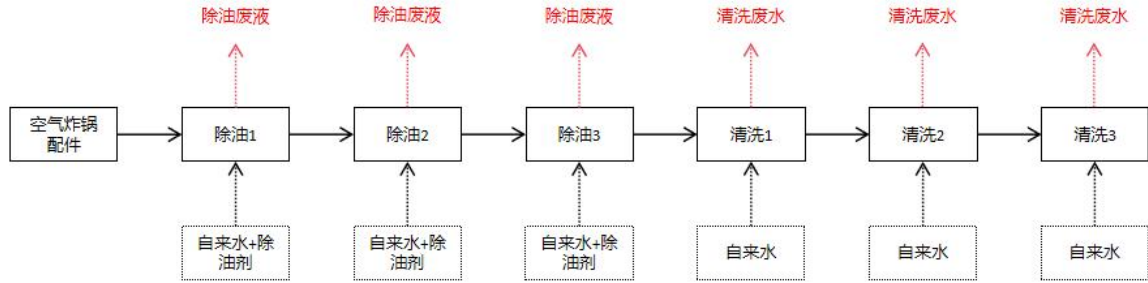 除油废液
除油废液
除油废液
清洗废水
清洗废水
清洗废水
空气炸锅
配件
除油1
除油2
除油3
清洗1
清洗2
清洗3
自来水+除
油剂
自来水+除
油剂
自来水+除
油剂
自来水
自来水
自来水